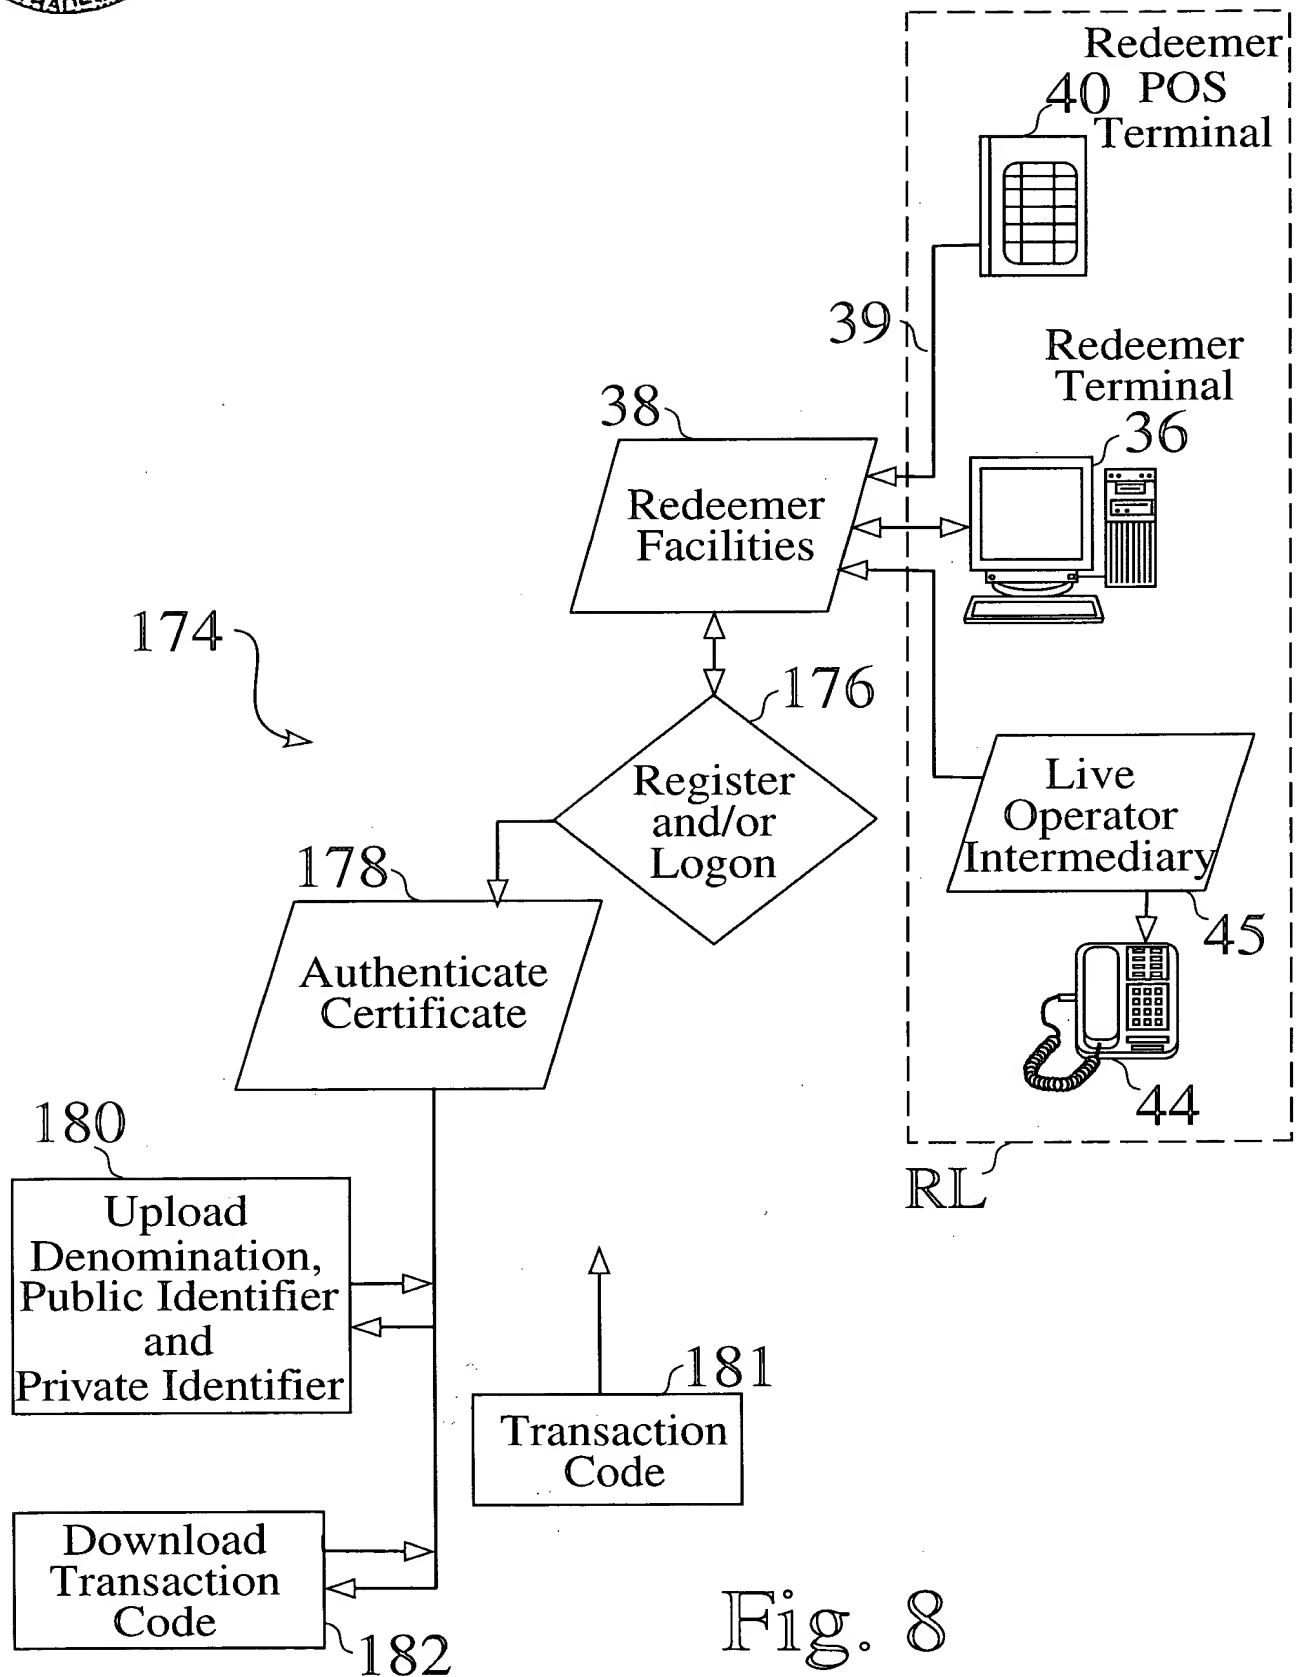 Redeemer
40 POS
Terminal
39
Redeemer
Terminal
36
38
Redeemer
Facilities
174
176
Register
and/or
Logon
Live
Operator
Intermediary
178
45
Authenticate
Certificate
44
180
RL
Upload
Denomination,
Public Identifier
and
Private Identifier
181
Transaction
Code
Download
Transaction
Code
182
Fig. 8